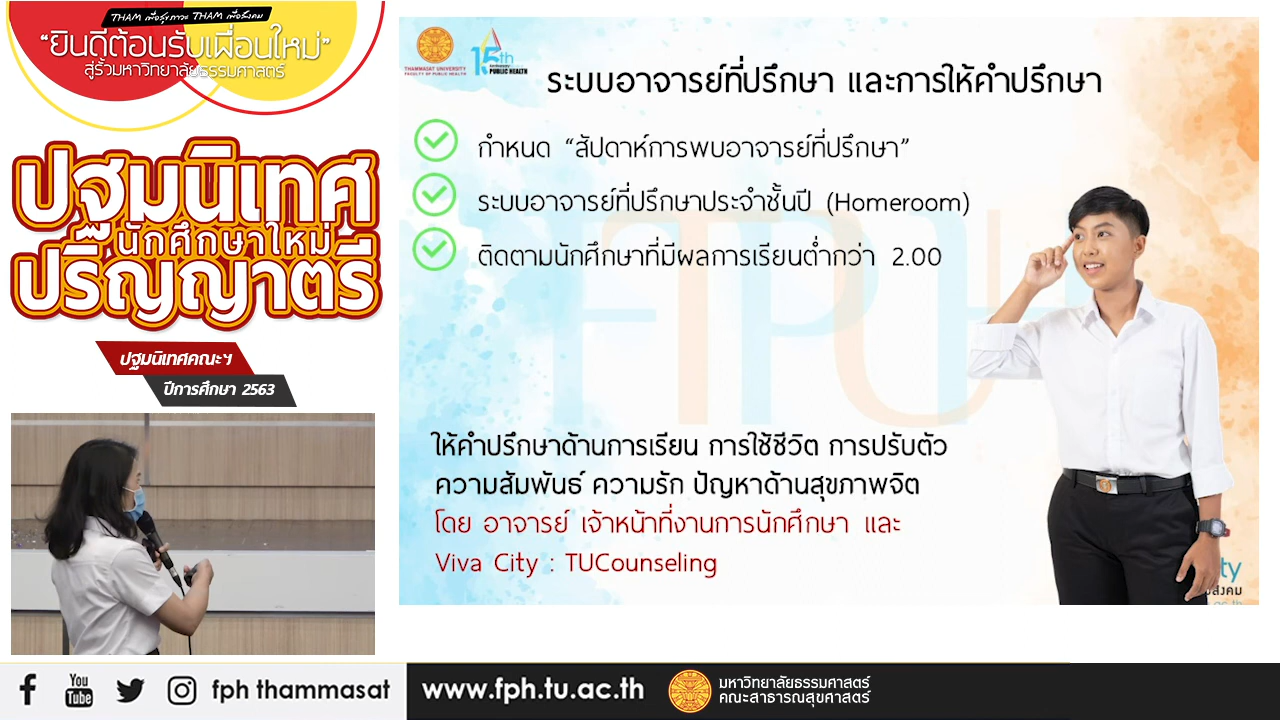 THAM เพื่อสุขภาวะ THAM เพื่อสังคม
“ยินดีต้อนรับเพื่อนใหม่”
สู่รั้วมหาวิทยาลัยธรรมศาสตร์
ปฐมนิเทศ
นักศึกษาใหม่
ปริญญาตรี
ปฐมนิเทศคณะฯ
ปีการศึกษา 2563
THAMMASAT UNIVERSITY
FACULTY OF PUBLIC HEALTH
15th
PUBLIC HEALTH
ระบบอาจารย์ที่ปรึกษา และการให้คำปรึกษา
กำหนด “สัปดาห์การพบอาจารย์ที่ปรึกษา”
ระบบอาจารย์ที่ปรึกษาประจำชั้นปี (Homeroom)
ติดตามนักศึกษาที่มีผลการเรียนต่ำกว่า 2.00
FPH
ให้คำปรึกษาด้านการเรียน การใช้ชีวิต การปรับตัว
ความสัมพันธ์ ความรัก ปัญหาด้านสุขภาพจิต
โดย อาจารย์ เจ้าหน้าที่งานการนักศึกษา และ
Viva City : TUCounseling
You Tube
fph thammasat
www.fph.tu.ac.th
มหาวิทยาลัยธรรมศาสตร์
คณะสาธารณสุขศาสตร์